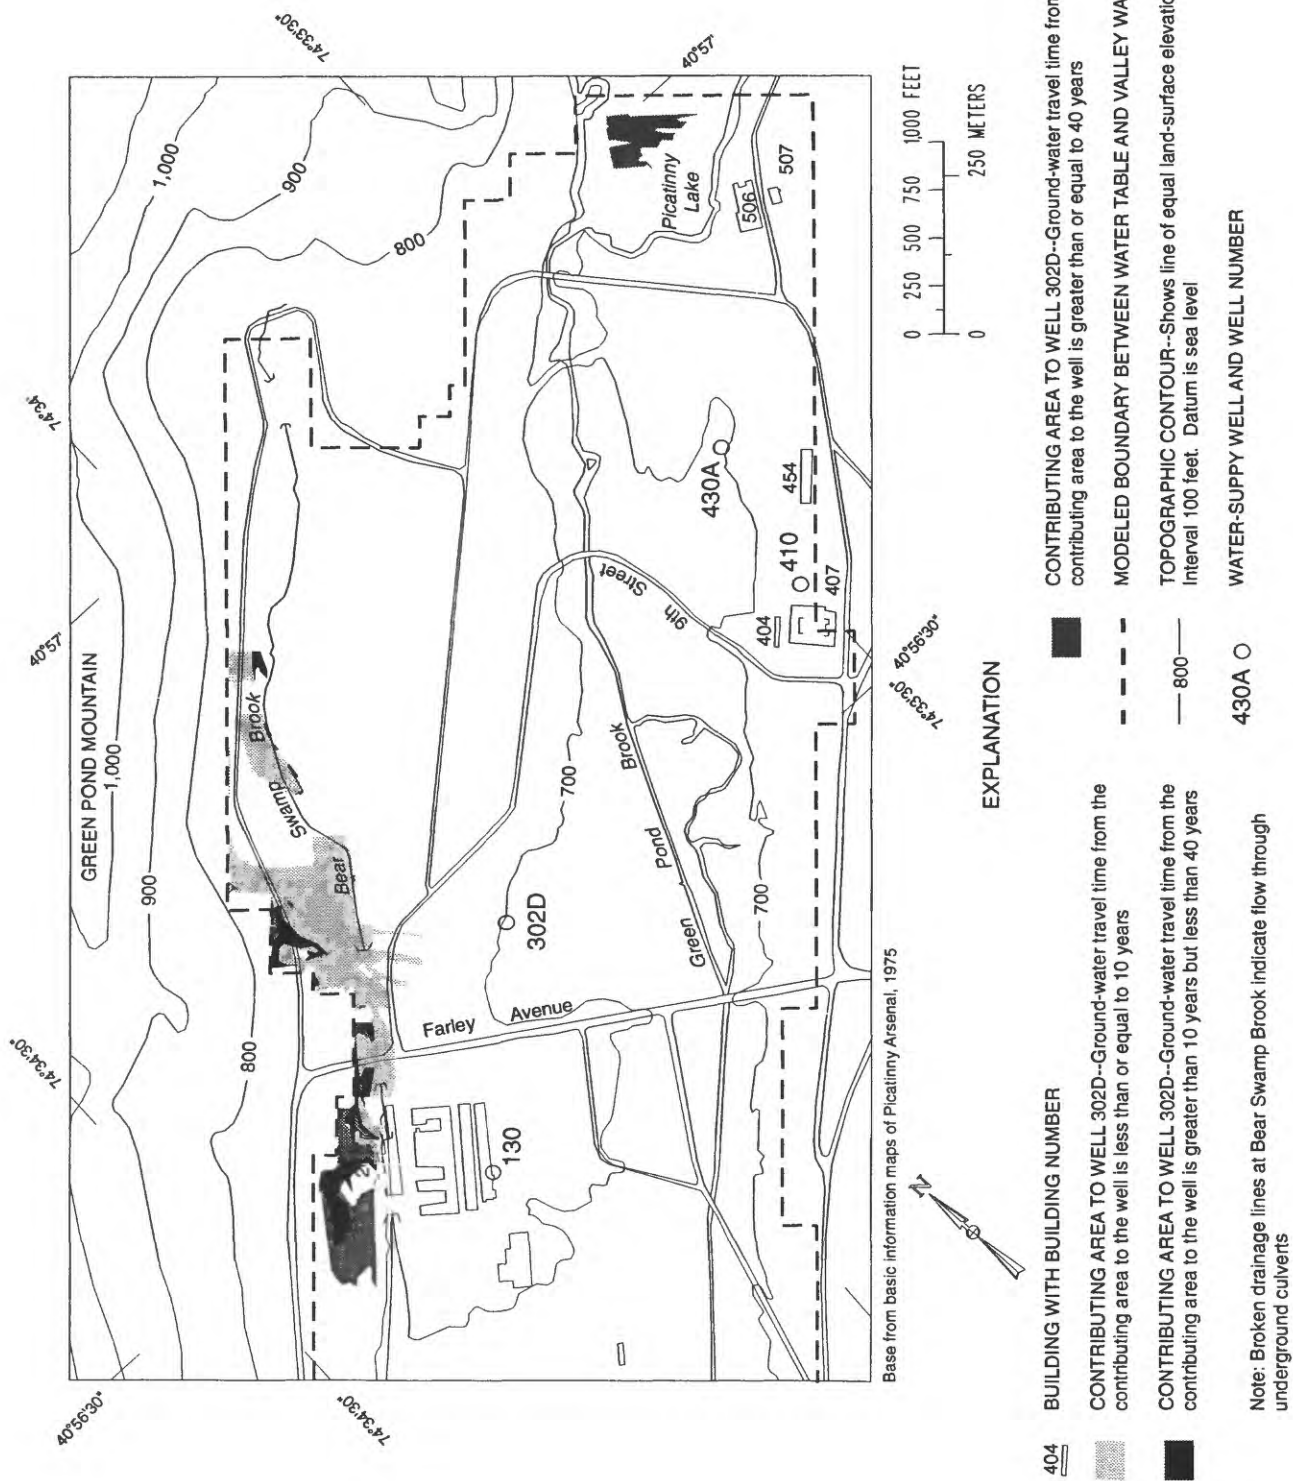 74°33'30"
40°57'
74°34'
40°57'
74°34'30"
40°56'30"
74°34'30"
40°56'30"
74°33'30"
GREEN POND MOUNTAIN
1,000
900
800
1,000
900
800
Brook
Swamp
Bear
302D
700
Farley Avenue
130
Green Pond Brook
700
9th Street
404
407
410
430A
454
506
507
Picatinny
Lake
Base from basic information maps of Picatinny Arsenal, 1975
N
0 250 500 750 1,000 FEET
0 250 METERS
EXPLANATION
404 BUILDING WITH BUILDING NUMBER
CONTRIBUTING AREA TO WELL 302D--Ground-water travel time from the
contributing area to the well is less than or equal to 10 years
CONTRIBUTING AREA TO WELL 302D--Ground-water travel time from the
contributing area to the well is greater than 10 years but less than 40 years
Note: Broken drainage lines at Bear Swamp Brook indicate flow through
underground culverts
CONTRIBUTING AREA TO WELL 302D--Ground-water travel time from
contributing area to the well is greater than or equal to 40 years
MODELED BOUNDARY BETWEEN WATER TABLE AND VALLEY WA
800 TOPOGRAPHIC CONTOUR--Shows line of equal land-surface elevation
Interval 100 feet. Datum is sea level
430A WATER-SUPPY WELL AND WELL NUMBER